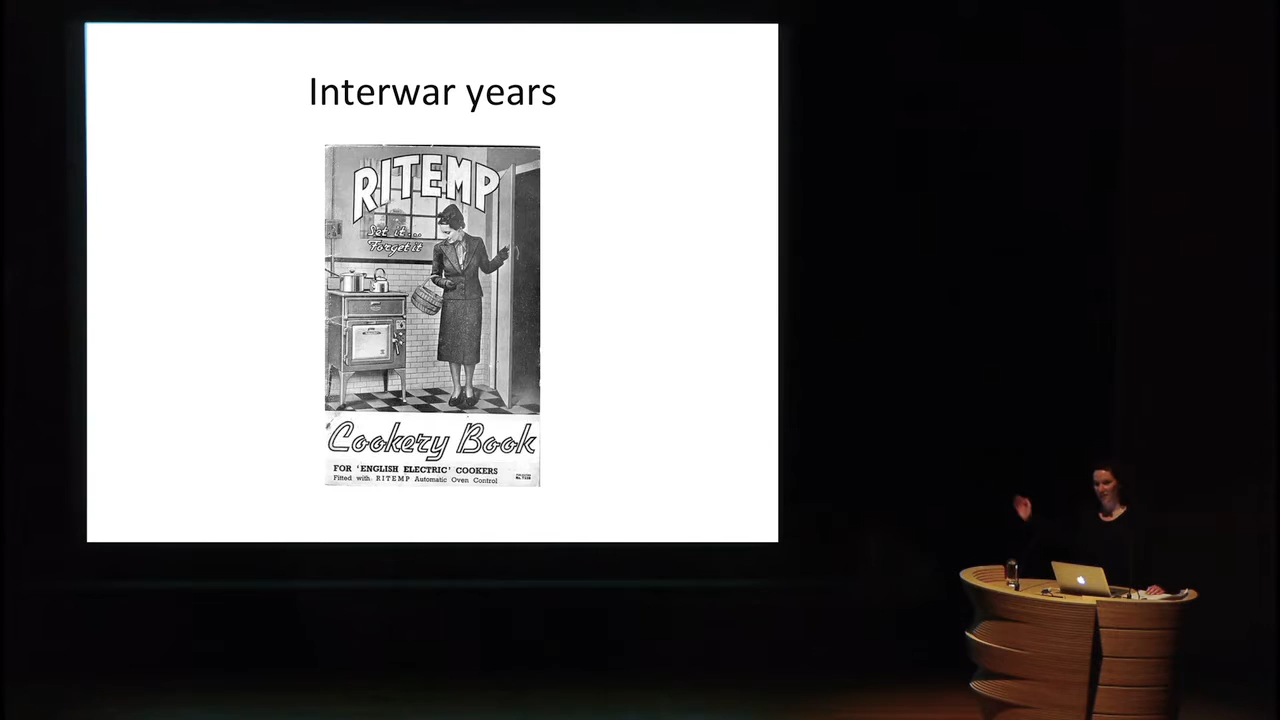 Interwar years
RITEMP
Set it...
Forget it
Cookery Book
FOR 'ENGLISH ELECTRIC' COOKERS
Fitted with RITEMP Automatic Oven Control